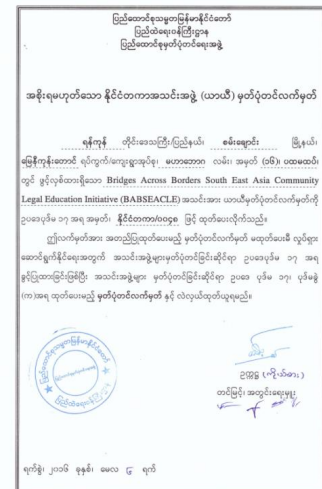 ပြည်ထောင်စုသမ္မတမြန်မာနိုင်ငံတော်
ပြည်ထဲရေးဝန်ကြီးဌာန
ပြည်ထောင်စုမှတ်ပုံတင်ရေးအဖွဲ့
အစိုးရမဟုတ်သော နိုင်ငံတကာအသင်းအဖွဲ့ (ယာယီ) မှတ်ပုံတင်လက်မှတ်
ရန်ကုန် တိုင်းဒေသကြီး/ပြည်နယ်၊ စမ်းချောင်း မြို့နယ်၊
မြေနီကုန်းတောင် ရပ်ကွက်/ကျေးရွာအုပ်စု၊ မဟာဘောဂ လမ်း၊ အမှတ် (၁၆)၊ ပထမထပ်၊
တွင် ဖွင့်လှစ်ထားရှိသော Bridges Across Borders South East Asia Community
Legal Education Initiative (BABSEACLE) အသင်းအား ယာယီမှတ်ပုံတင်လက်မှတ်ကို
ဥပဒေပုဒ်မ ၁၇ အရ အမှတ်၊ နိုင်ငံတကာ/၀၀၄၈ ဖြင့် ထုတ်ပေးလိုက်သည်။
ဤလက်မှတ်အား အတည်ပြုထုတ်ပေးမည့် မှတ်ပုံတင်လက်မှတ် မထုတ်ပေးမီ လှုပ်ရှား
ဆောင်ရွက်နိုင်ရေးအတွက် အသင်းအဖွဲ့များမှတ်ပုံတင်ခြင်းဆိုင်ရာ ဥပဒေပုဒ်မ ၁၇ အရ
ခွင့်ပြုထားခြင်းဖြစ်ပြီး အသင်းအဖွဲ့များ မှတ်ပုံတင်ခြင်းဆိုင်ရာ ဥပဒေ ပုဒ်မ ၁၇၊ ပုဒ်မခွဲ
(က)အရ ထုတ်ပေးမည့် မှတ်ပုံတင်လက်မှတ် နှင့် လဲလှယ်ထုတ်ယူရမည်။
ဥက္ကဋ္ဌ (ကိုယ်စား)
တင်မြင့်၊ အတွင်းရေးမှူး
ရက်စွဲ၊ ၂၀၁၆ ခုနှစ်၊ မေလ ရက်